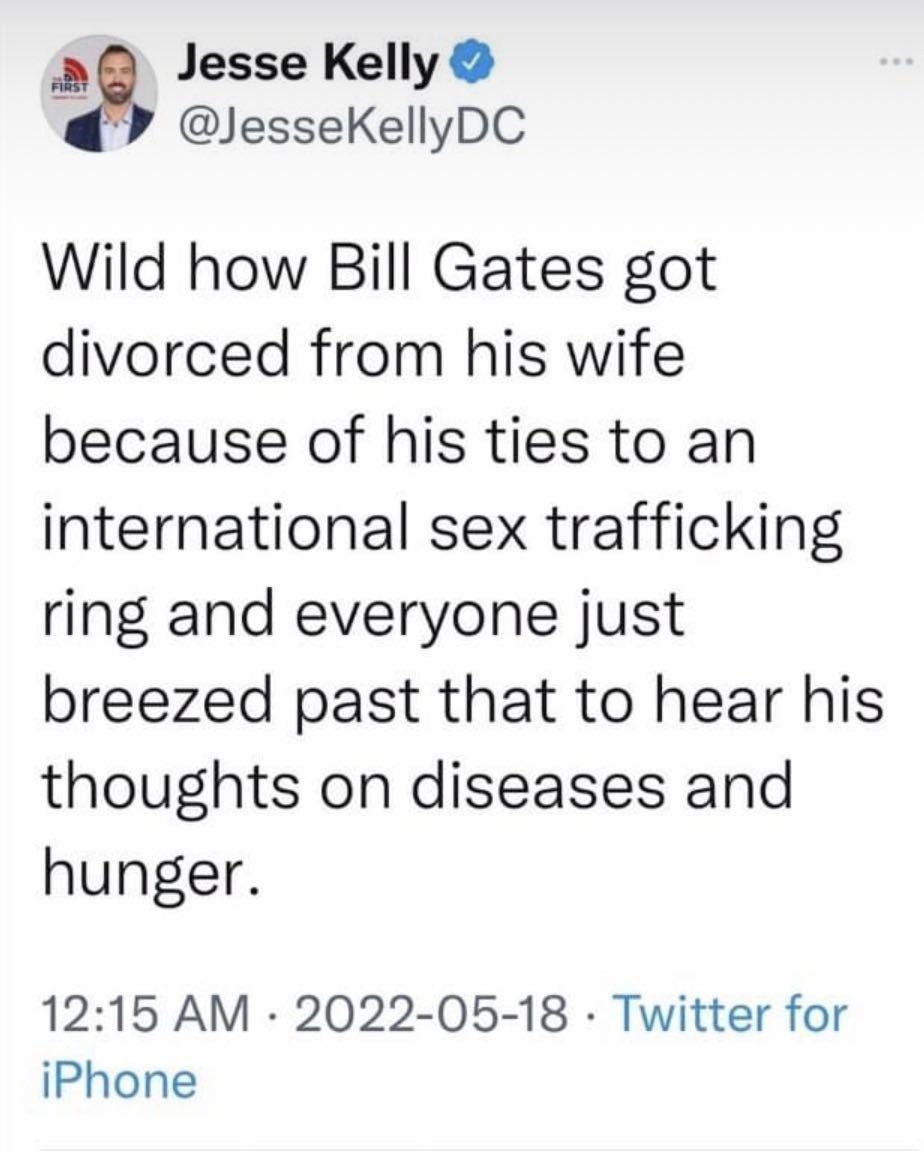 Jesse Kelly
FIRST
@JesseKellyDC
Wild how Bill Gates got
divorced from his wife
because of his ties to an
international sex trafficking
ring and everyone just
breezed past that to hear his
thoughts on diseases and
hunger.
12:15 AM · 2022-05-18 · Twitter for
iPhone